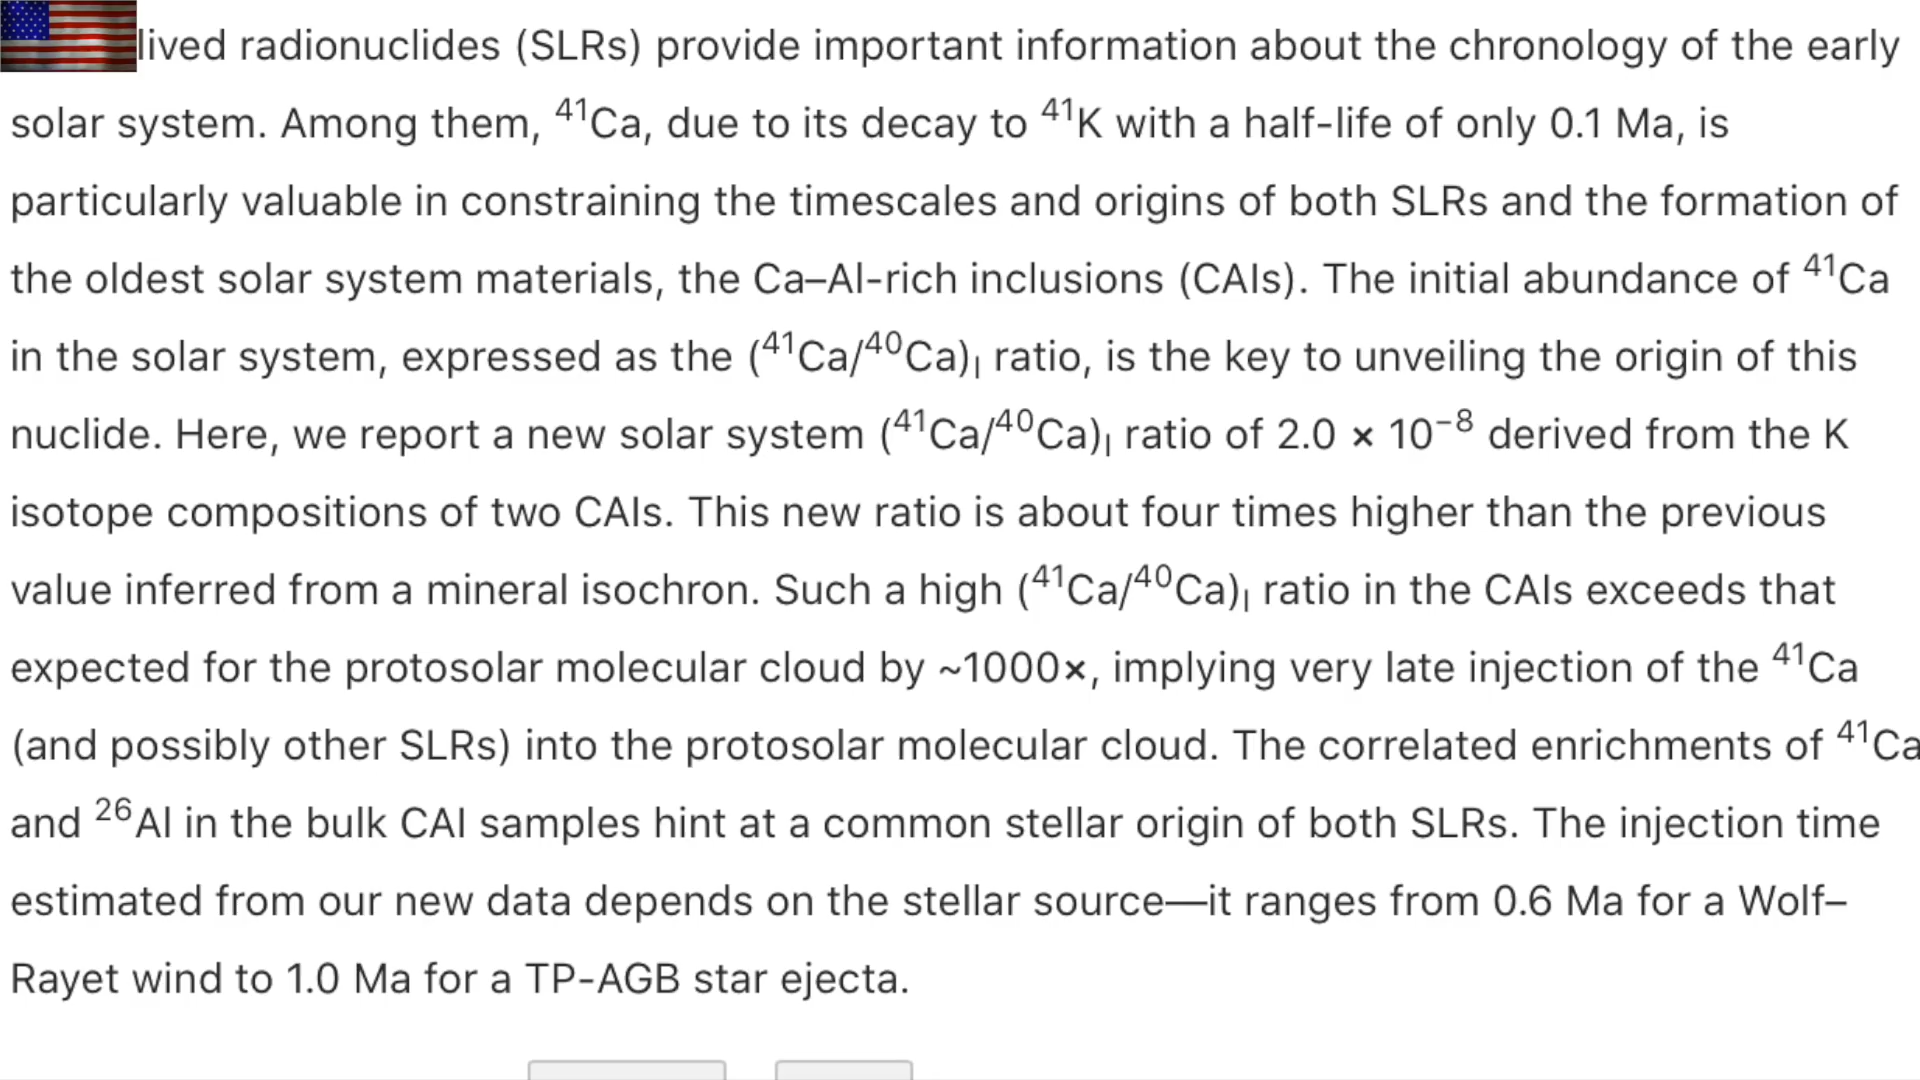 lived radionuclides (SLRs) provide important information about the chronology of the early
solar system. Among them, ⁴¹Ca, due to its decay to ⁴¹K with a half-life of only 0.1 Ma, is
particularly valuable in constraining the timescales and origins of both SLRs and the formation of
the oldest solar system materials, the Ca–Al-rich inclusions (CAIs). The initial abundance of ⁴¹Ca
in the solar system, expressed as the (⁴¹Ca/⁴⁰Ca)ı ratio, is the key to unveiling the origin of this
nuclide. Here, we report a new solar system (⁴¹Ca/⁴⁰Ca)ı ratio of 2.0 × 10⁻⁸ derived from the K
isotope compositions of two CAIs. This new ratio is about four times higher than the previous
value inferred from a mineral isochron. Such a high (⁴¹Ca/⁴⁰Ca)ı ratio in the CAIs exceeds that
expected for the protosolar molecular cloud by ~1000×, implying very late injection of the ⁴¹Ca
(and possibly other SLRs) into the protosolar molecular cloud. The correlated enrichments of ⁴¹Ca
and ²⁶Al in the bulk CAI samples hint at a common stellar origin of both SLRs. The injection time
estimated from our new data depends on the stellar source—it ranges from 0.6 Ma for a Wolf–
Rayet wind to 1.0 Ma for a TP-AGB star ejecta.